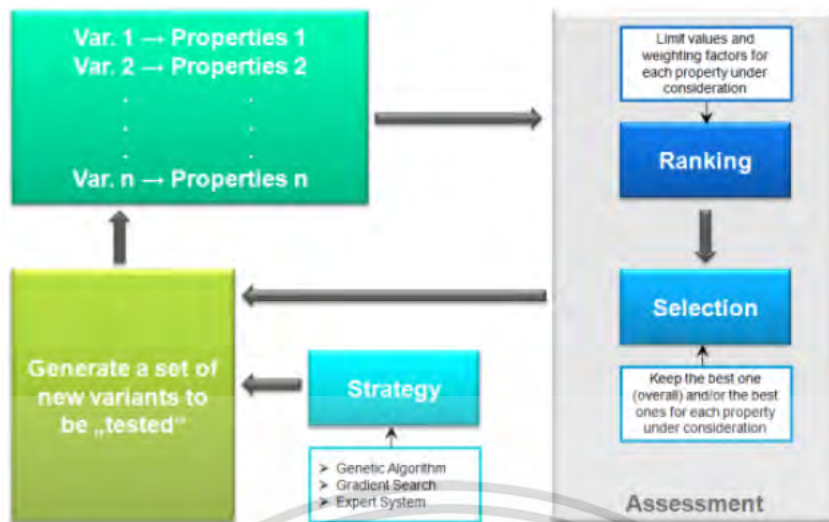 Var. 1 → Properties 1
Var. 2 → Properties 2
. .
. .
. .
Var. n → Properties n
Limit values and
weighting factors for
each property under
consideration
Ranking
Selection
Keep the best one
(overall) and/or the best
ones for each property
under consideration
Assessment
Generate a set of
new variants to
be „tested“
Strategy
➢ Genetic Algorithm
➢ Gradient Search
➢ Expert System